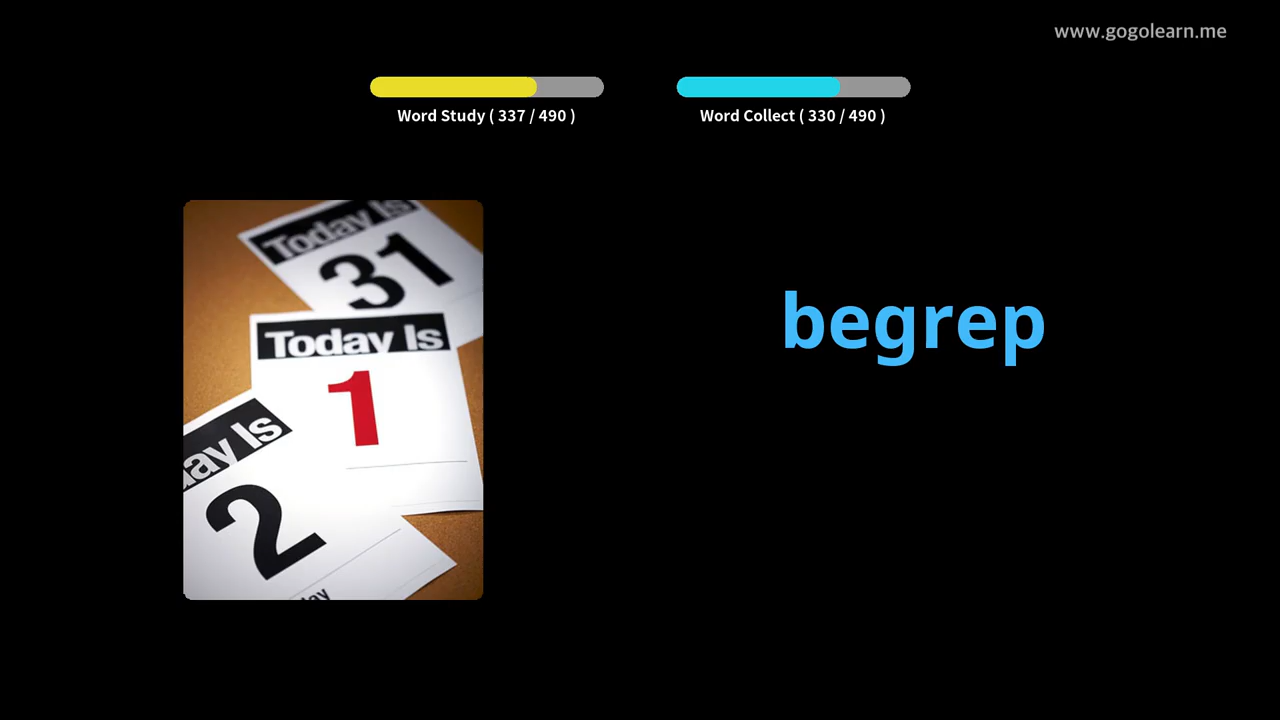 www.gogolearn.me
Word Study ( 337 / 490 )
Word Collect ( 330 / 490 )
Today Is
31
Today Is
1
ay Is
2
begrep